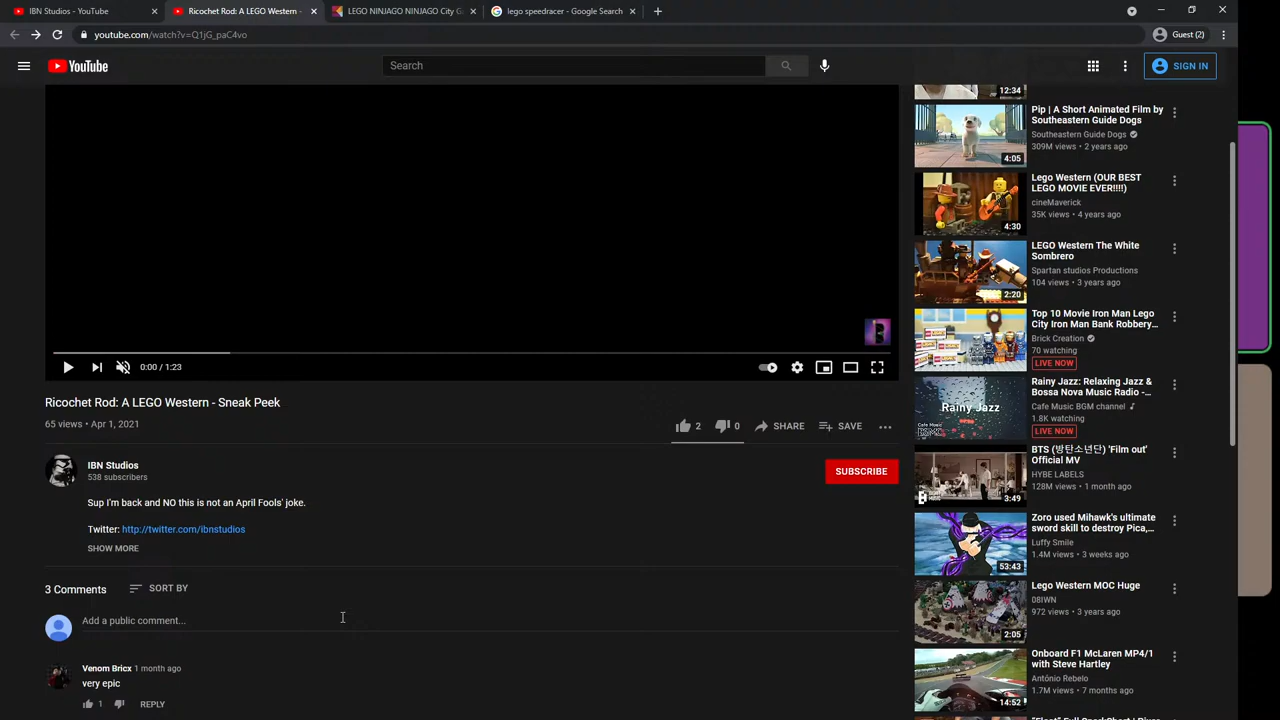 IBN Studios - YouTube
Ricochet Rod: A LEGO Western -
LEGO NINJAGO NINJAGO City G
lego speedracer - Google Search
youtube.com/watch?v=Q1jG_paC4vo
Guest (2)
YouTube
Search
SIGN IN
12:34
Pip | A Short Animated Film by
Southeastern Guide Dogs
Southeastern Guide Dogs
309M views • 2 years ago
4:05
Lego Western (OUR BEST
LEGO MOVIE EVER!!!!)
cineMaverick
35K views • 4 years ago
4:30
LEGO Western The White
Sombrero
Spartan studios Productions
104 views • 3 years ago
2:20
Top 10 Movie Iron Man Lego
City Iron Man Bank Robbery...
Brick Creation
70 watching
LIVE NOW
0:00 / 1:23
Rainy Jazz: Relaxing Jazz &
Bossa Nova Music Radio -...
Cafe Music BGM channel
1.8K watching
LIVE NOW
Rainy Jazz
Ricochet Rod: A LEGO Western - Sneak Peek
65 views • Apr 1, 2021
2
0
SHARE
SAVE
BTS (방탄소년단) 'Film out'
Official MV
HYBE LABELS
128M views • 1 month ago
3:49
IBN Studios
538 subscribers
SUBSCRIBE
Sup I'm back and NO this is not an April Fools' joke.
Twitter: http://twitter.com/ibnstudios
SHOW MORE
Zoro used Mihawk's ultimate
sword skill to destroy Pica,...
Luffy Smile
1.4M views • 3 weeks ago
53:43
3 Comments
SORT BY
Add a public comment...
Lego Western MOC Huge
08IWN
972 views • 3 years ago
2:05
Venom Bricx 1 month ago
very epic
1
REPLY
Onboard F1 McLaren MP4/1
with Steve Hartley
António Rebelo
1.7M views • 7 months ago
14:52